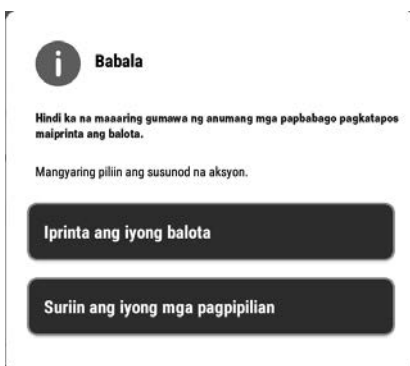 Babala
Hindi ka na maaaring gumawa ng anumang mga papbabago pagkatapos
maiprinta ang balota.
Mangyaring piliin ang susunod na aksyon.
Iprinta ang iyong balota
Suriin ang iyong mga pagpipilian